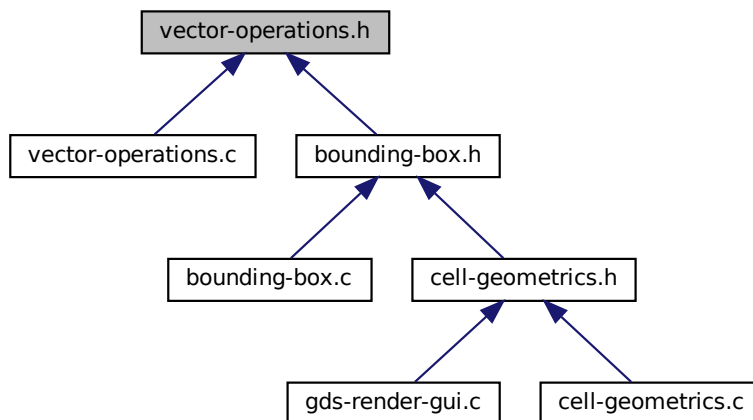 vector-operations.h
vector-operations.c
bounding-box.h
bounding-box.c
cell-geometrics.h
gds-render-gui.c
cell-geometrics.c